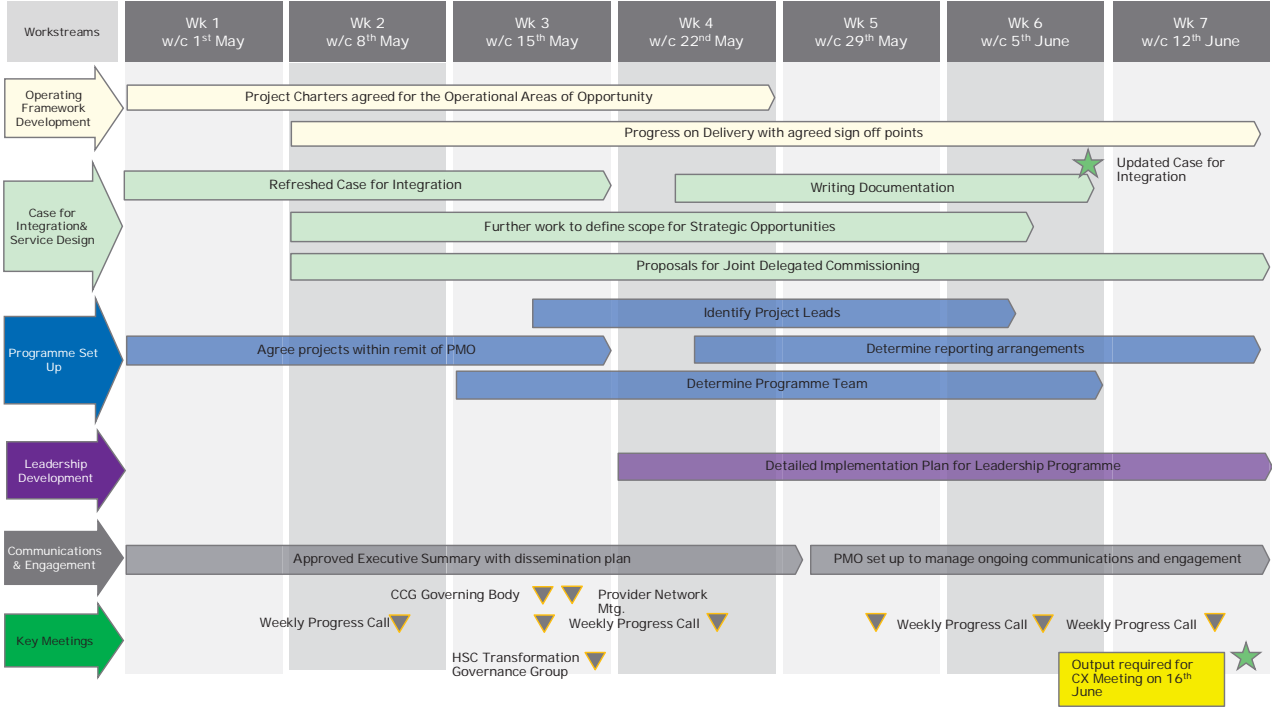 Workstreams
Wk 1
w/c 1st May
Wk 2
w/c 8th May
Wk 3
w/c 15th May
Wk 4
w/c 22nd May
Wk 5
w/c 29th May
Wk 6
w/c 5th June
Wk 7
w/c 12th June
Operating
Framework
Development
Project Charters agreed for the Operational Areas of Opportunity
Progress on Delivery with agreed sign off points
Case for
Integration&
Service Design
Refreshed Case for Integration
Writing Documentation
Updated Case for
Integration
Further work to define scope for Strategic Opportunities
Proposals for Joint Delegated Commissioning
Programme Set
Up
Identify Project Leads
Agree projects within remit of PMO
Determine reporting arrangements
Determine Programme Team
Leadership
Development
Detailed Implementation Plan for Leadership Programme
Communications
& Engagement
Approved Executive Summary with dissemination plan
PMO set up to manage ongoing communications and engagement
Key Meetings
CCG Governing Body
Provider Network
Mtg.
Weekly Progress Call
Weekly Progress Call
Weekly Progress Call
Weekly Progress Call
HSC Transformation
Governance Group
Output required for
CX Meeting on 16th
June